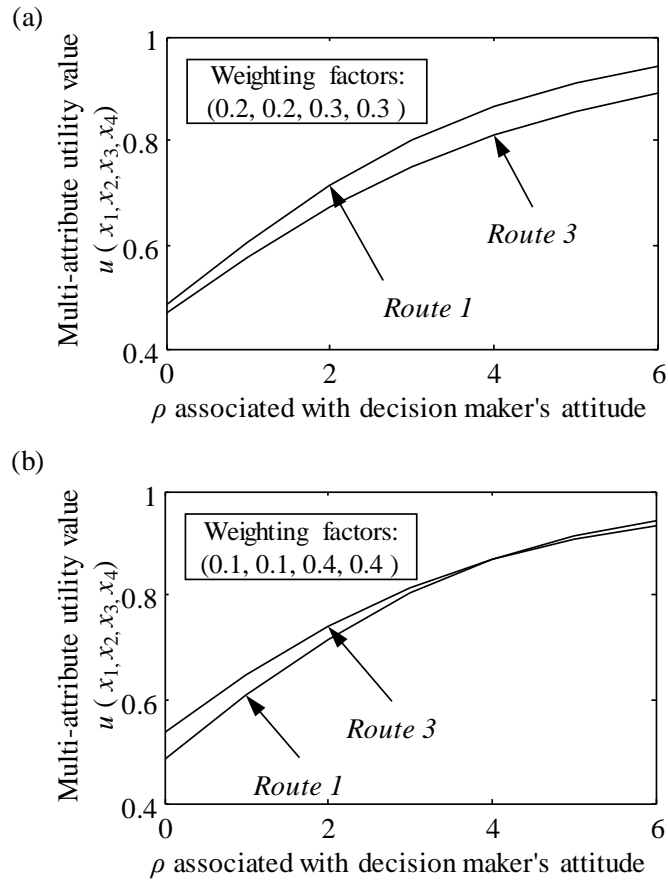 (a)
1
Weighting factors:
(0.2, 0.2, 0.3, 0.3 )
0.8
Multi-attribute utility value
u ( x1, x2, x3, x4)
Route 3
0.6
Route 1
0.4
0 2 4 6
ρ associated with decision maker's attitude
(b)
1
Weighting factors:
(0.1, 0.1, 0.4, 0.4 )
0.8
Multi-attribute utility value
u ( x1, x2, x3, x4)
Route 3
0.6
Route 1
0.4
0 2 4 6
ρ associated with decision maker's attitude